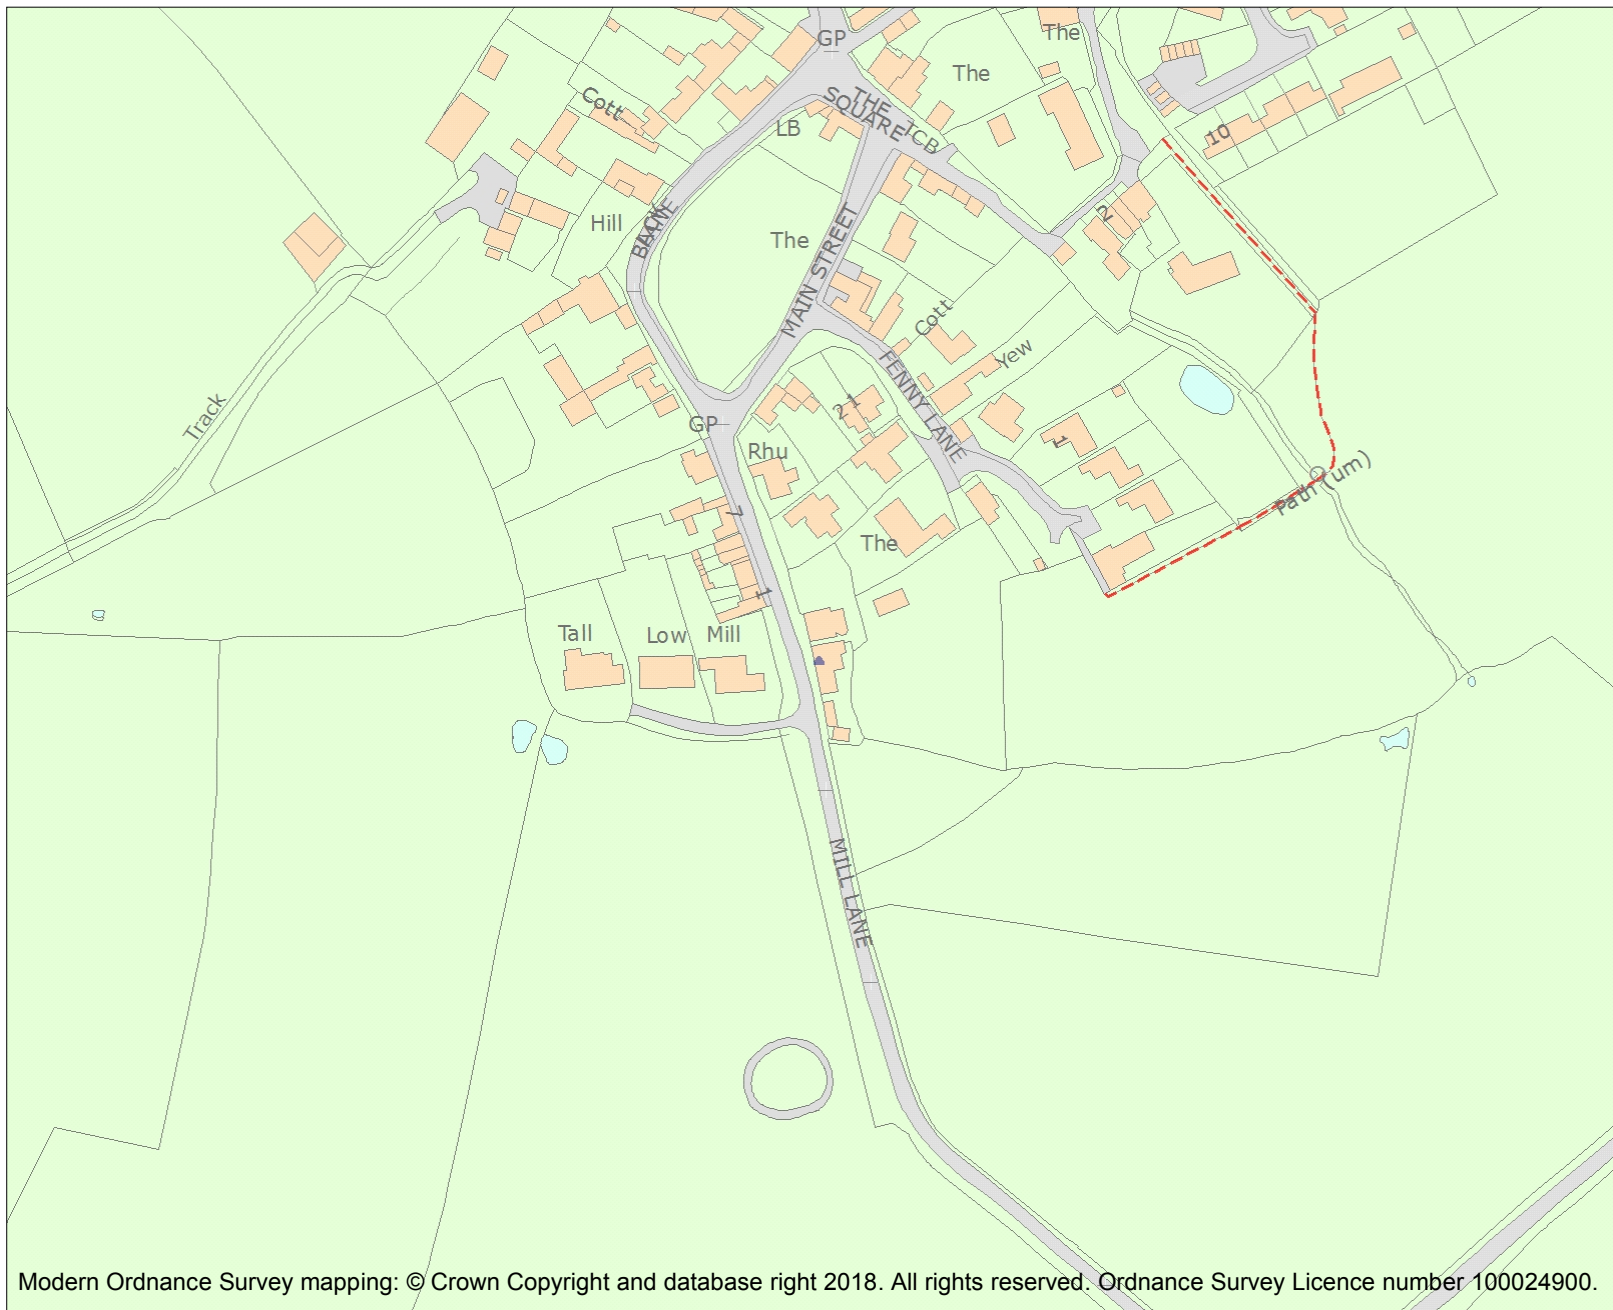 GP
The
The
Cott
THE
SQUARE
TCB
LB
10
2
Hill
BACK
LANE
The
MAIN STREET
Cott
Yew
FENNY LANE
Track
2 1
GP
Rhu
1
Path (um)
7
The
1
Tall
Low
Mill
MILL LANE
Modern Ordnance Survey mapping: © Crown Copyright and database right 2018. All rights reserved. Ordnance Survey Licence number 100024900.